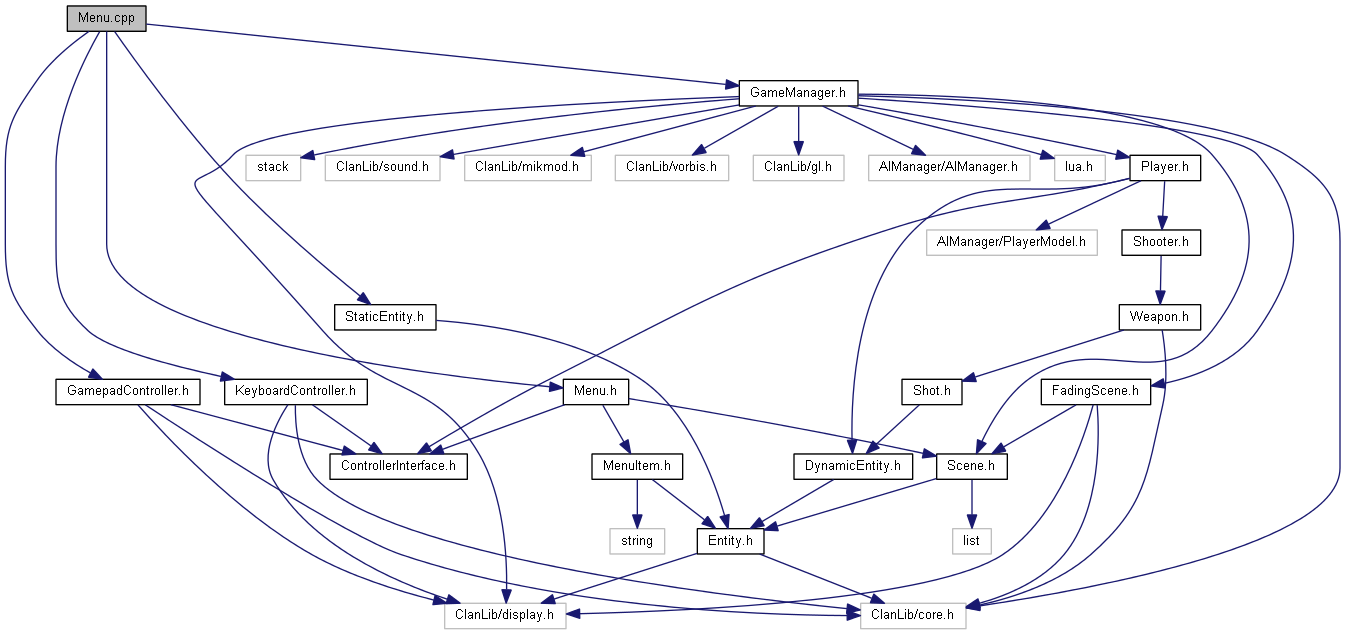 Menu.cpp
GameManager.h
stack
ClanLib/sound.h
ClanLib/mikmod.h
ClanLib/vorbis.h
ClanLib/gl.h
AIManager/AIManager.h
lua.h
Player.h
AIManager/PlayerModel.h
Shooter.h
StaticEntity.h
Weapon.h
GamepadController.h
KeyboardController.h
Menu.h
Shot.h
FadingScene.h
ControllerInterface.h
MenuItem.h
DynamicEntity.h
Scene.h
string
Entity.h
list
ClanLib/display.h
ClanLib/core.h